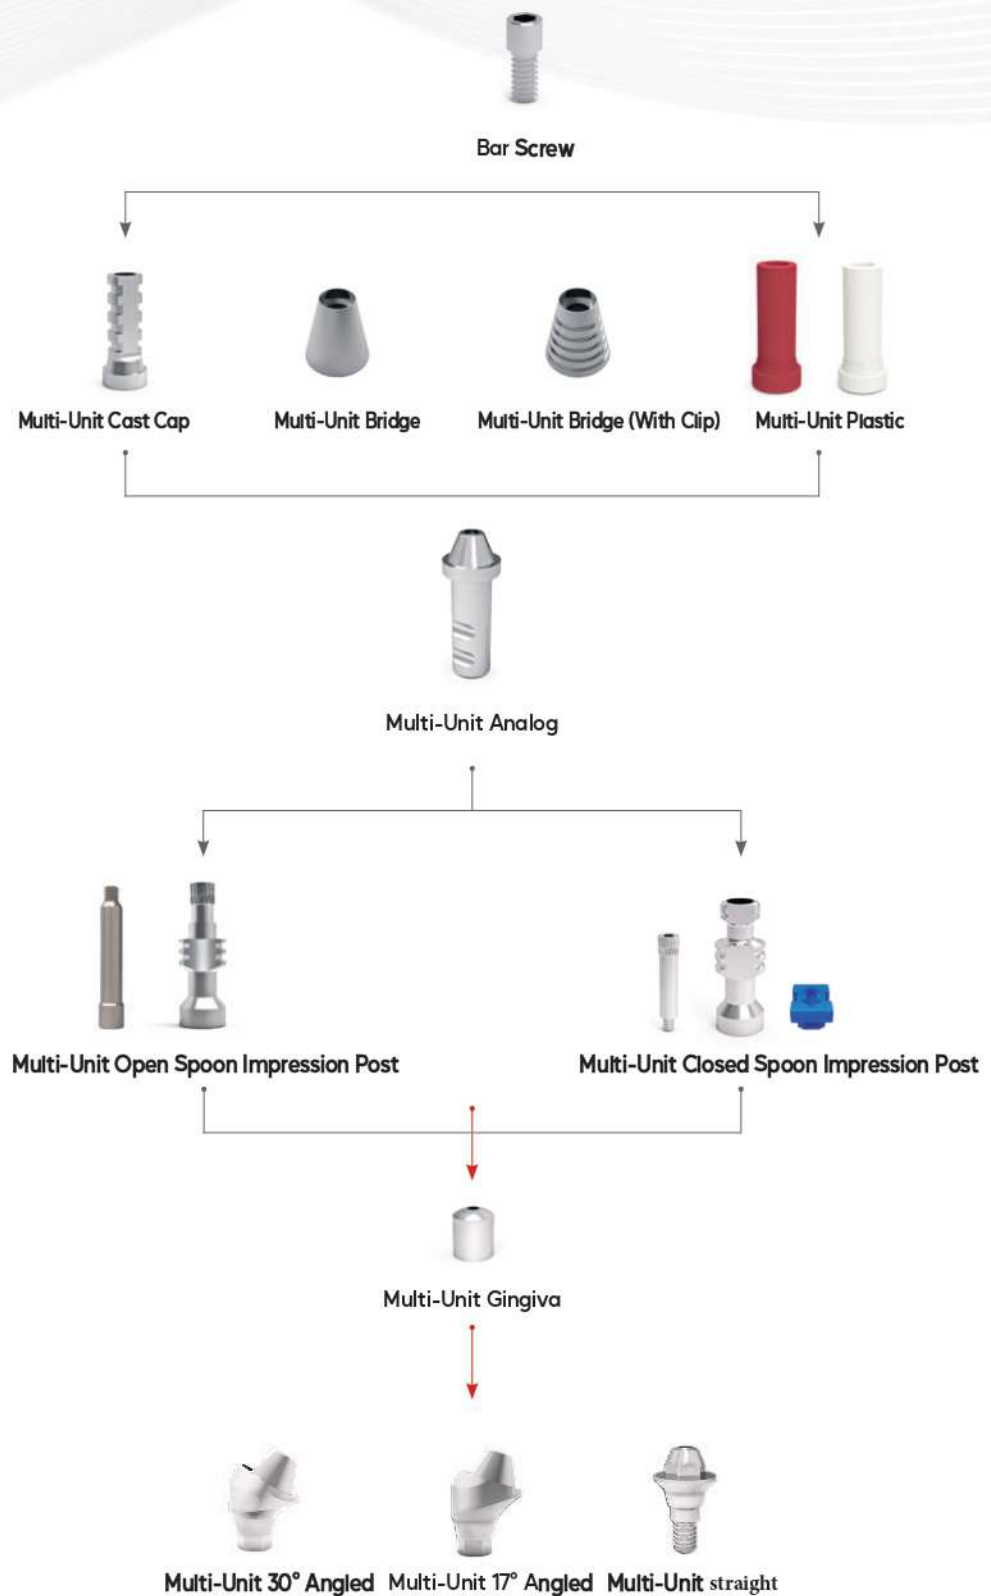 Bar Screw
Multi-Unit Cast Cap
Multi-Unit Bridge
Multi-Unit Bridge (With Clip)
Multi-Unit Plastic
Multi-Unit Analog
Multi-Unit Open Spoon Impression Post
Multi-Unit Closed Spoon Impression Post
Multi-Unit Gingiva
Multi-Unit 30° Angled
Multi-Unit 17° Angled
Multi-Unit straight